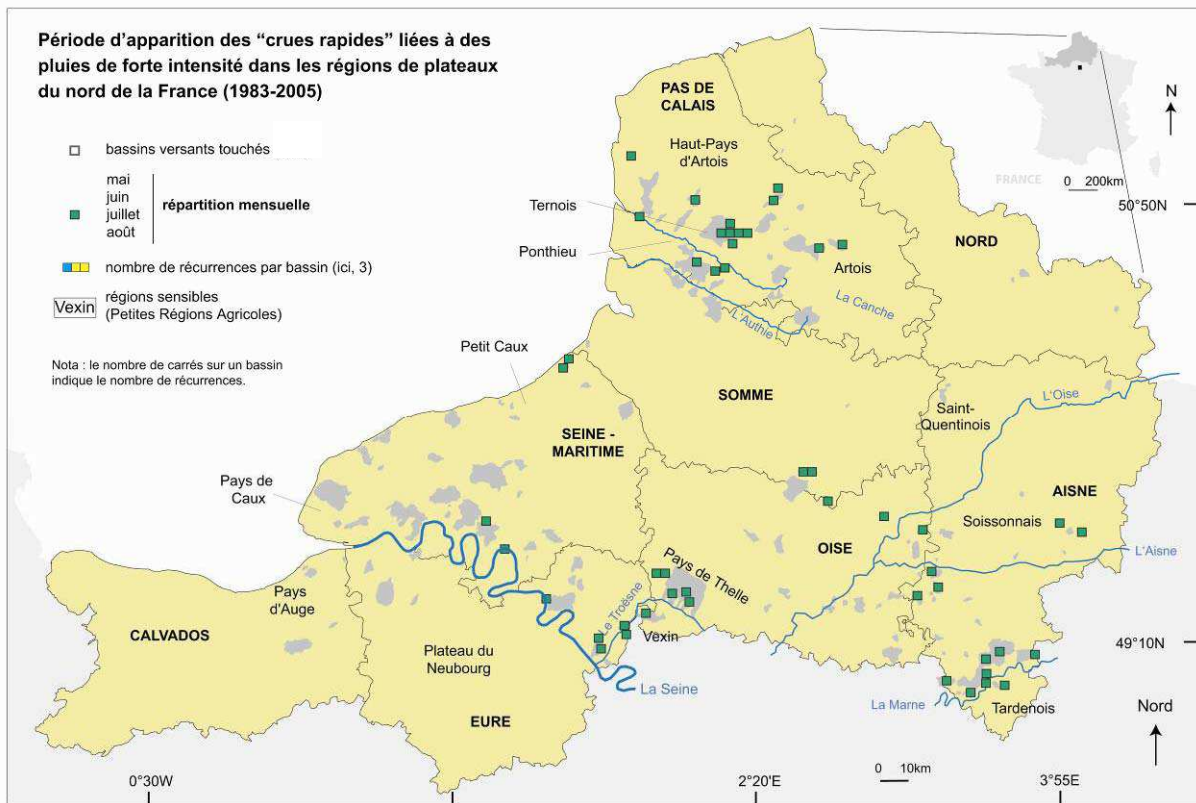 Période d'apparition des "crues rapides" liées à des
pluies de forte intensité dans les régions de plateaux
du nord de la France (1983-2005)
bassins versants touchés
mai
juin
juillet
août
répartition mensuelle
nombre de récurrences par bassin (ici, 3)
Vexin
régions sensibles
(Petites Régions Agricoles)
Nota : le nombre de carrés sur un bassin
indique le nombre de récurrences.
FRANCE
0 200km
N
50°50N
PAS DE
CALAIS
Haut-Pays
d'Artois
Ternois
Ponthieu
Artois
La Canche
L'Authie
NORD
Petit Caux
SOMME
Saint-
Quentinois
L'Oise
SEINE -
MARITIME
Pays de
Caux
AISNE
Soissonnais
L'Aisne
OISE
Pays de Thelle
Le Troësne
Vexin
Pays
d'Auge
CALVADOS
Plateau du
Neubourg
La Seine
EURE
49°10N
La Marne
Tardenois
Nord
0 10km
0°30W
2°20'E
3°55E